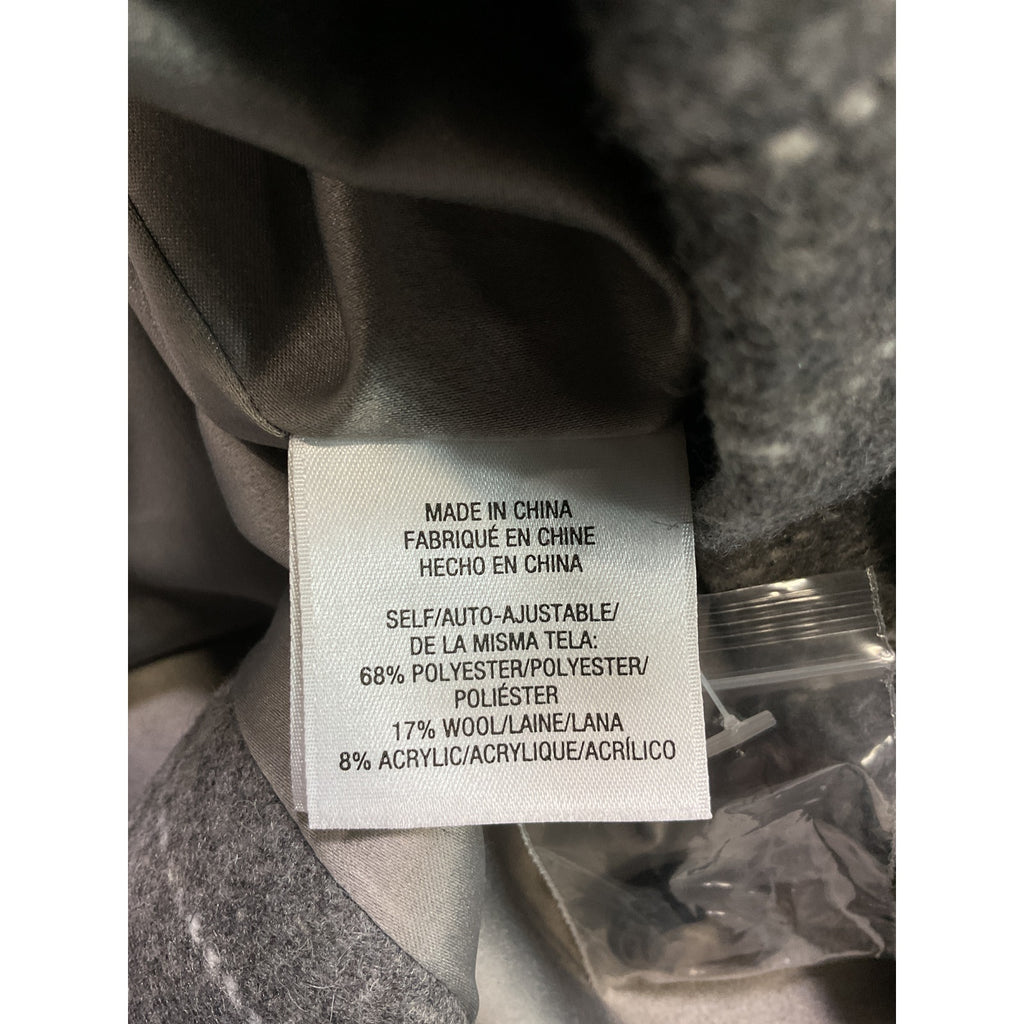 MADE IN CHINA
FABRIQUÉ EN CHINE
HECHO EN CHINA
SELF/AUTO-AJUSTABLE/
DE LA MISMA TELA:
68% POLYESTER/POLYESTER/
POLIÉSTER
17% WOOL/LAINE/LANA
8% ACRYLIC/ACRYLIQUE/ACRÍLICO